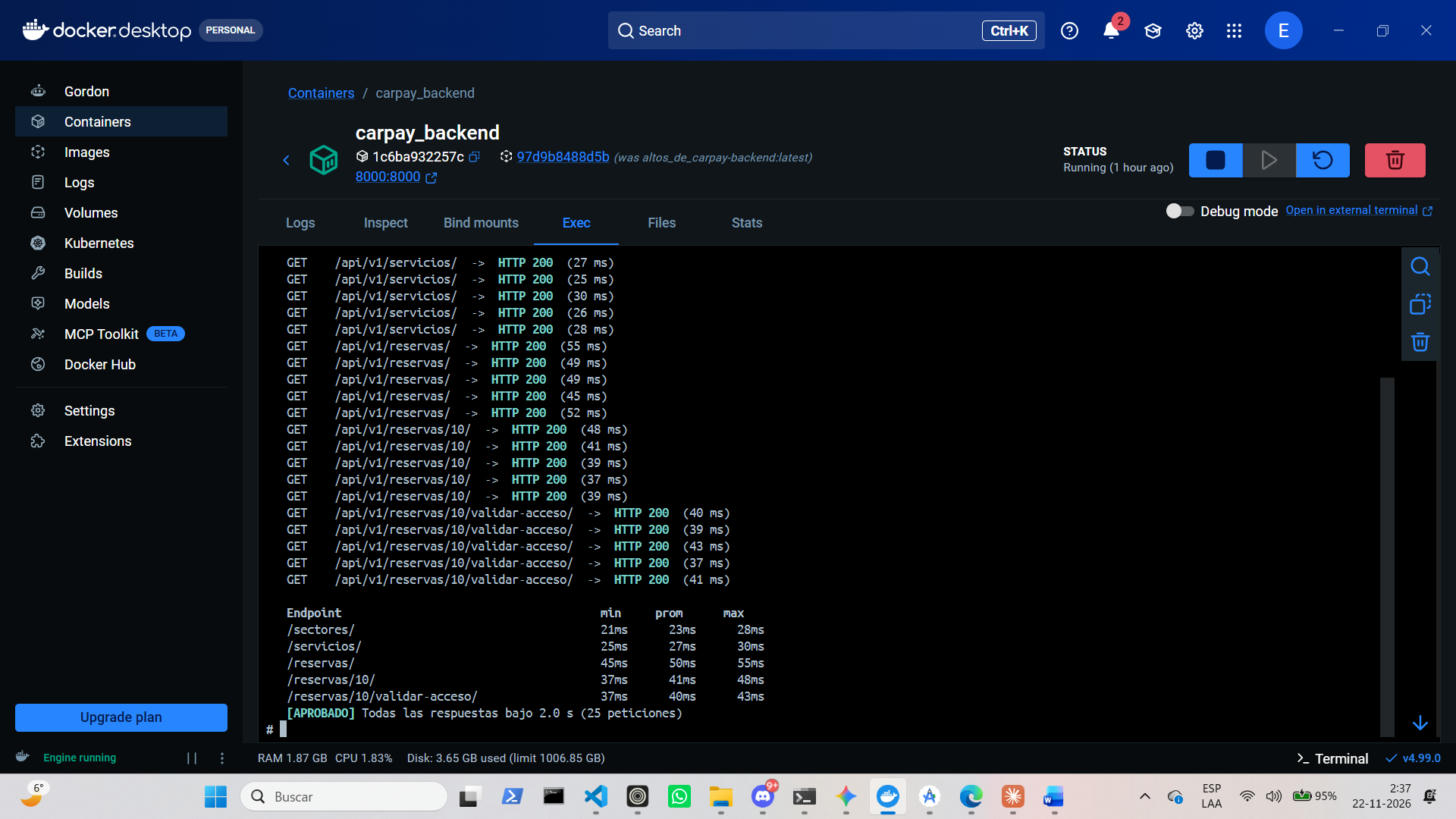 docker.desktop PERSONAL
Search Ctrl+K
2
E
Gordon
Containers
Images
Logs
Volumes
Kubernetes
Builds
Models
MCP Toolkit BETA
Docker Hub
Settings
Extensions
Upgrade plan
Containers / carpay_backend
carpay_backend
1c6ba932257c 97d9b8488d5b (was altos_de_carpay-backend:latest)
8000:8000
STATUS
Running (1 hour ago)
Logs Inspect Bind mounts Exec Files Stats
Debug mode Open in external terminal
GET /api/v1/servicios/ -> HTTP 200 (27 ms)
GET /api/v1/servicios/ -> HTTP 200 (25 ms)
GET /api/v1/servicios/ -> HTTP 200 (30 ms)
GET /api/v1/servicios/ -> HTTP 200 (26 ms)
GET /api/v1/servicios/ -> HTTP 200 (28 ms)
GET /api/v1/reservas/ -> HTTP 200 (55 ms)
GET /api/v1/reservas/ -> HTTP 200 (49 ms)
GET /api/v1/reservas/ -> HTTP 200 (49 ms)
GET /api/v1/reservas/ -> HTTP 200 (45 ms)
GET /api/v1/reservas/ -> HTTP 200 (52 ms)
GET /api/v1/reservas/10/ -> HTTP 200 (48 ms)
GET /api/v1/reservas/10/ -> HTTP 200 (41 ms)
GET /api/v1/reservas/10/ -> HTTP 200 (39 ms)
GET /api/v1/reservas/10/ -> HTTP 200 (37 ms)
GET /api/v1/reservas/10/ -> HTTP 200 (39 ms)
GET /api/v1/reservas/10/validar-acceso/ -> HTTP 200 (40 ms)
GET /api/v1/reservas/10/validar-acceso/ -> HTTP 200 (39 ms)
GET /api/v1/reservas/10/validar-acceso/ -> HTTP 200 (43 ms)
GET /api/v1/reservas/10/validar-acceso/ -> HTTP 200 (37 ms)
GET /api/v1/reservas/10/validar-acceso/ -> HTTP 200 (41 ms)
Endpoint min prom max
/sectores/ 21ms 23ms 28ms
/servicios/ 25ms 27ms 30ms
/reservas/ 45ms 50ms 55ms
/reservas/10/ 37ms 41ms 48ms
/reservas/10/validar-acceso/ 37ms 40ms 43ms
[APROBADO] Todas las respuestas bajo 2.0 s (25 peticiones)
#
Engine running RAM 1.87 GB CPU 1.83% Disk: 3.65 GB used (limit 1006.85 GB) Terminal v4.99.0
6°
Buscar
9+
ESP
LAA
95%
2:37
22-11-2026